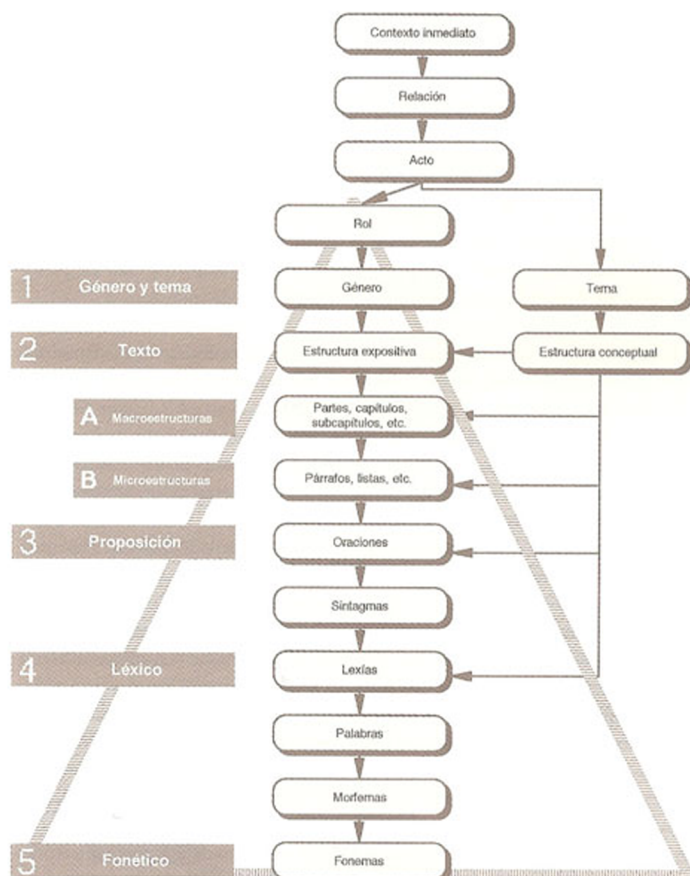 Contexto inmediato
Relación
Acto
Rol
1 Género y tema
Género
Tema
2 Texto
Estructura expositiva
Estructura conceptual
A Macroestructuras
Partes, capítulos,
subcapítulos, etc.
B Microestructuras
Párrafos, listas, etc.
3 Proposición
Oraciones
Sintagmas
4 Léxico
Lexías
Palabras
Morfemas
5 Fonético
Fonemas